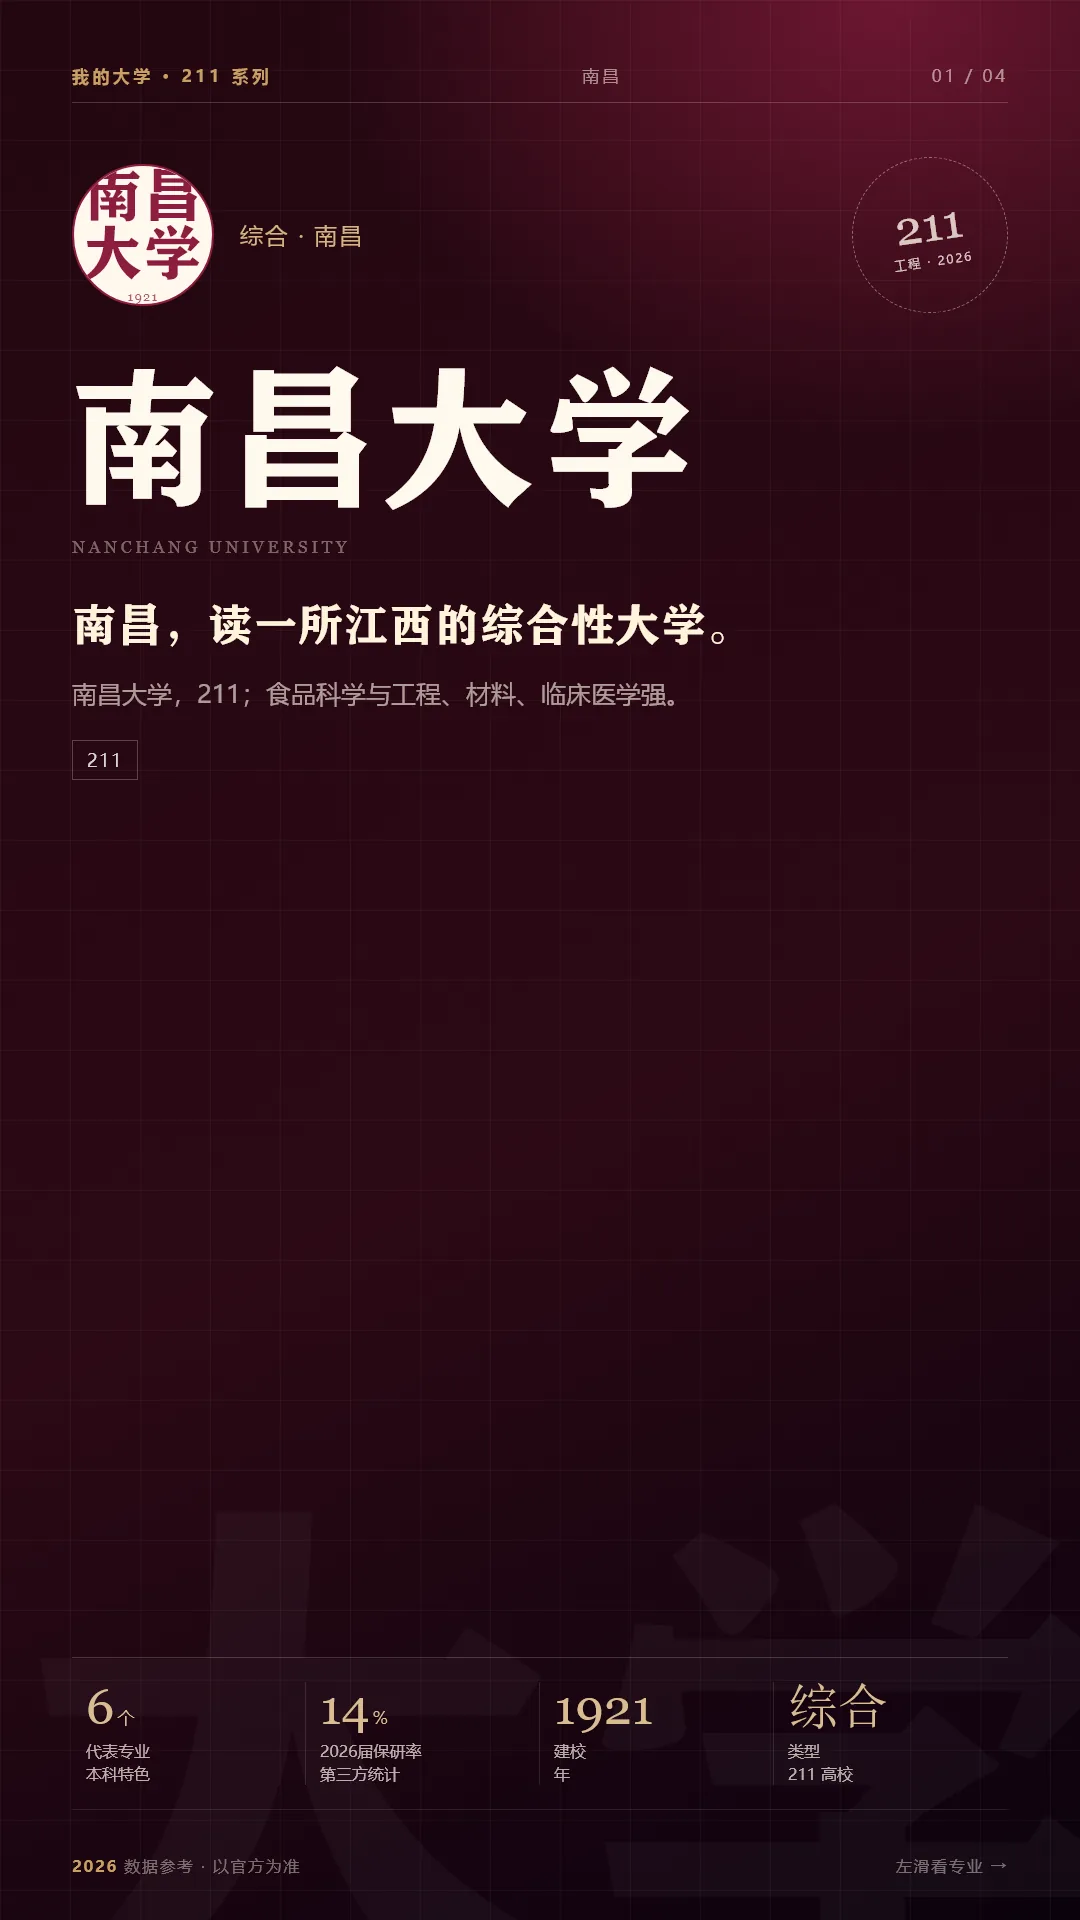 我的大学 · 211 系列
南昌
01 / 04
南昌
大学
1921
综合 · 南昌
211
工程 · 2026
南昌大学
NANCHANG UNIVERSITY
南昌，读一所江西的综合性大学。
南昌大学，211；食品科学与工程、材料、临床医学强。
211
大学
6个
代表专业
本科特色
14%
2026届保研率
第三方统计
1921
建校
年
综合
类型
211 高校
2026 数据参考 · 以官方为准
左滑看专业 →